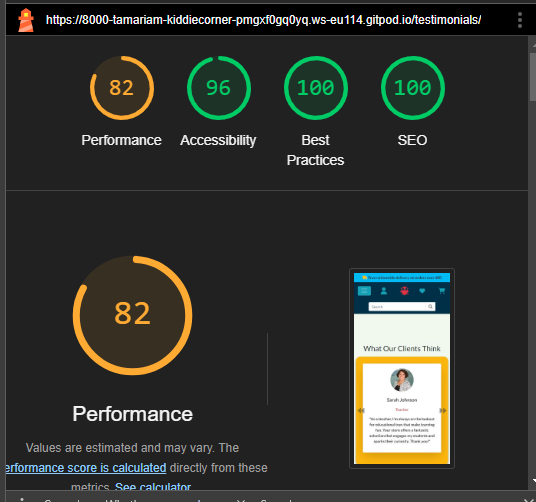 https://8000-tamariam-kiddiecorner-pmgxf0gq0yq.ws-eu114.gitpod.io/testimonials/
82
96
100
100
Performance
Accessibility
Best
Practices
SEO
82
Performance
Values are estimated and may vary. The
erformance score is calculated directly from these
metrics. See calculator
Search
What Our Clients Think
Sarah Johnson
Teacher